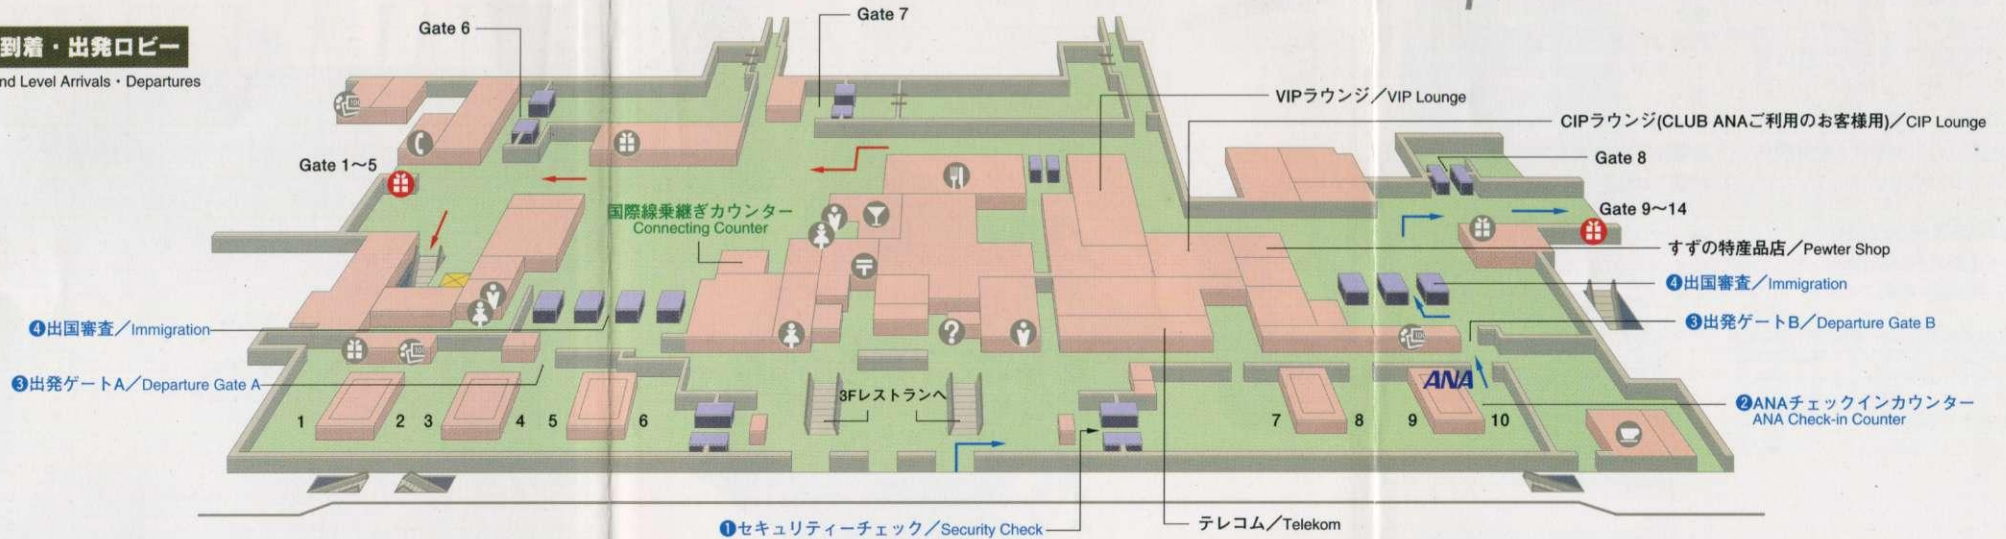 到着・出発ロビー
nd Level Arrivals・Departures
Gate 6
Gate 7
VIPラウンジ／VIP Lounge
CIPラウンジ(CLUB ANAご利用のお客様用)／CIP Lounge
Gate 8
Gate 1〜5
Gate 9〜14
国際線乗継ぎカウンター
Connecting Counter
すずの特産品店／Pewter Shop
❹出国審査／Immigration
❹出国審査／Immigration
❸出発ゲートB／Departure Gate B
❸出発ゲートA／Departure Gate A
3Fレストランへ
ANA
❷ANAチェックインカウンター
ANA Check-in Counter
1
2
3
4
5
6
7
8
9
10
❶セキュリティーチェック／Security Check
テレコム／Telekom
〒
?